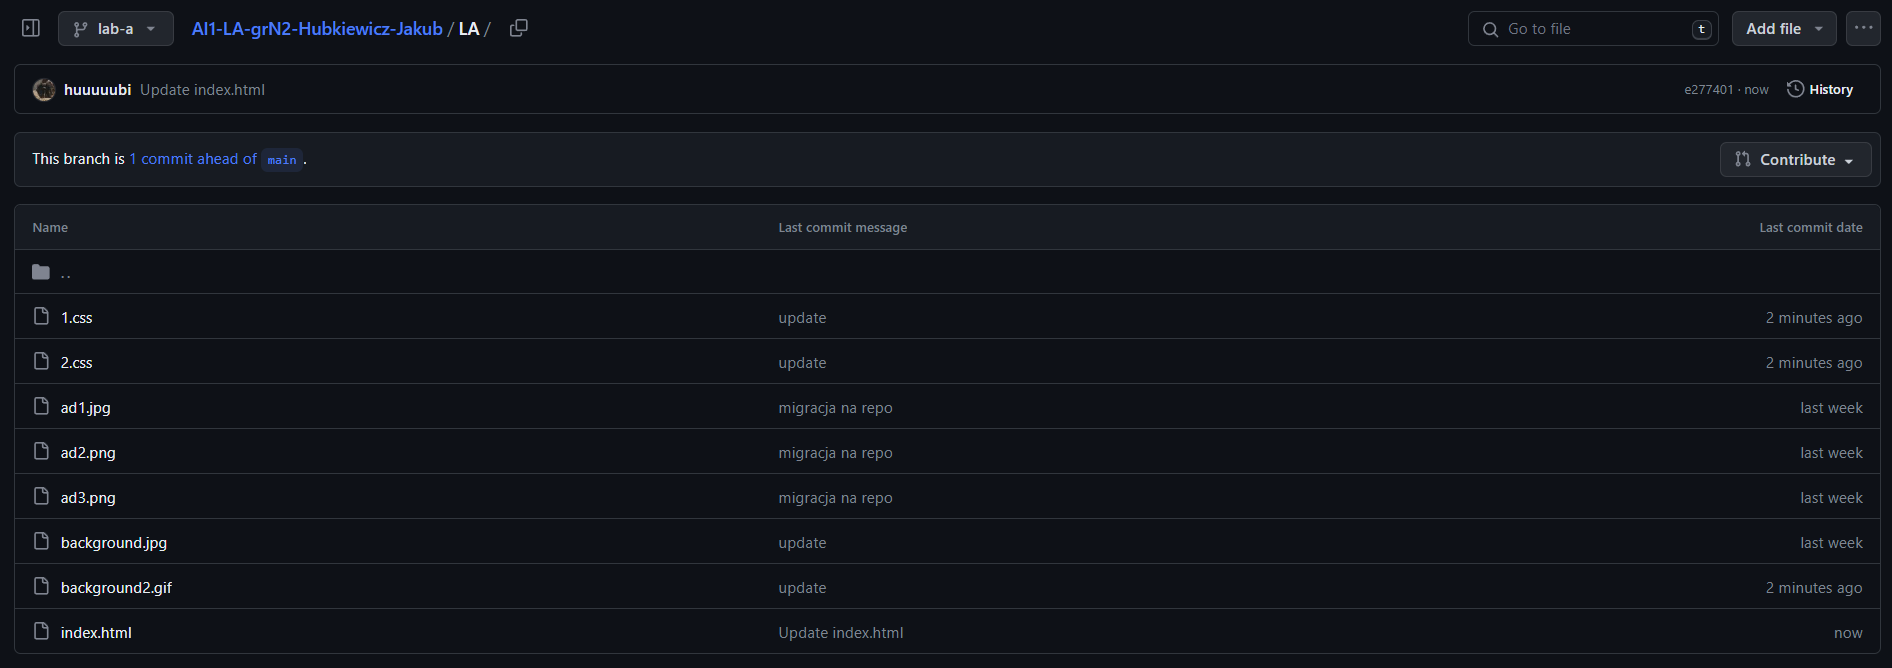 lab-a AI1-LA-grN2-Hubkiewicz-Jakub / LA / Go to file t Add file
huuuuubi Update index.html e277401 · now History
This branch is 1 commit ahead of main . Contribute
Name Last commit message Last commit date
..
1.css update 2 minutes ago
2.css update 2 minutes ago
ad1.jpg migracja na repo last week
ad2.png migracja na repo last week
ad3.png migracja na repo last week
background.jpg update last week
background2.gif update 2 minutes ago
index.html Update index.html now